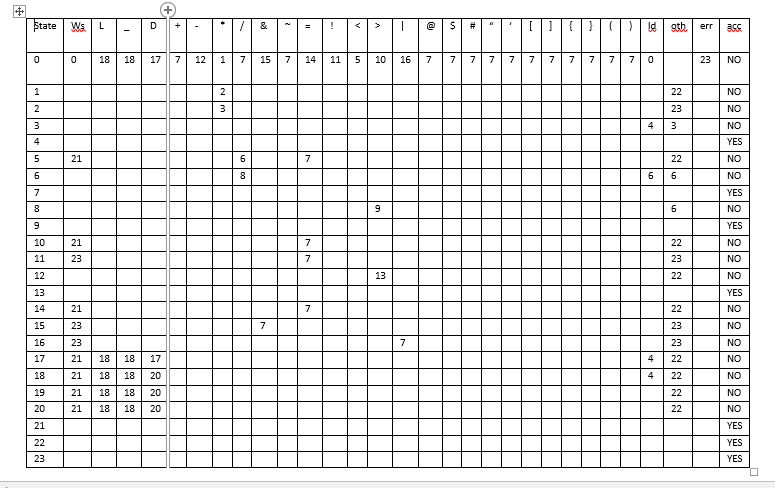 State Ws L _ D + - * / & ~ = ! < > | @ $ # “ ‘ [ ] { } ( ) ld oth err acc
0 0 18 18 17 7 12 1 7 15 7 14 11 5 10 16 7 7 7 7 7 7 7 7 7 7 7 0 23 NO
1 2 22 NO
2 3 23 NO
3 4 3 NO
4 YES
5 21 6 7 22 NO
6 8 6 6 NO
7 YES
8 9 6 NO
9 YES
10 21 7 22 NO
11 23 7 23 NO
12 13 22 NO
13 YES
14 21 7 22 NO
15 23 7 23 NO
16 23 7 23 NO
17 21 18 18 17 4 22 NO
18 21 18 18 20 4 22 NO
19 21 18 18 20 22 NO
20 21 18 18 20 22 NO
21 YES
22 YES
23 YES